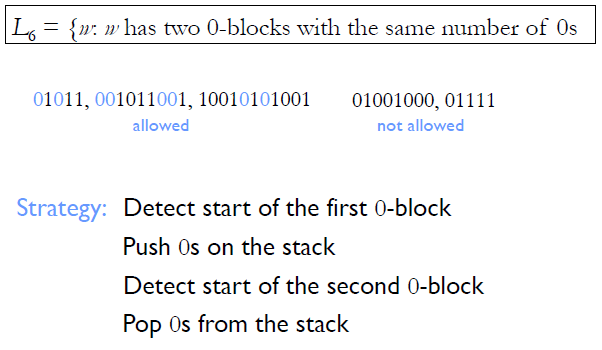 L6 = {w: w has two 0-blocks with the same number of 0s
01011, 001011001, 10010101001 01001000, 01111
allowed not allowed
Strategy: Detect start of the first 0-block
Push 0s on the stack
Detect start of the second 0-block
Pop 0s from the stack